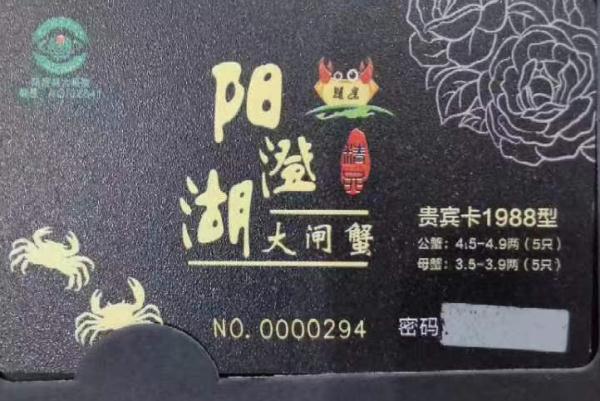 阳澄湖
大闸蟹
贵宾卡1988型
公蟹：4.5-4.9两（5只）
母蟹：3.5-3.9两（5只）
NO. 0000294
密码